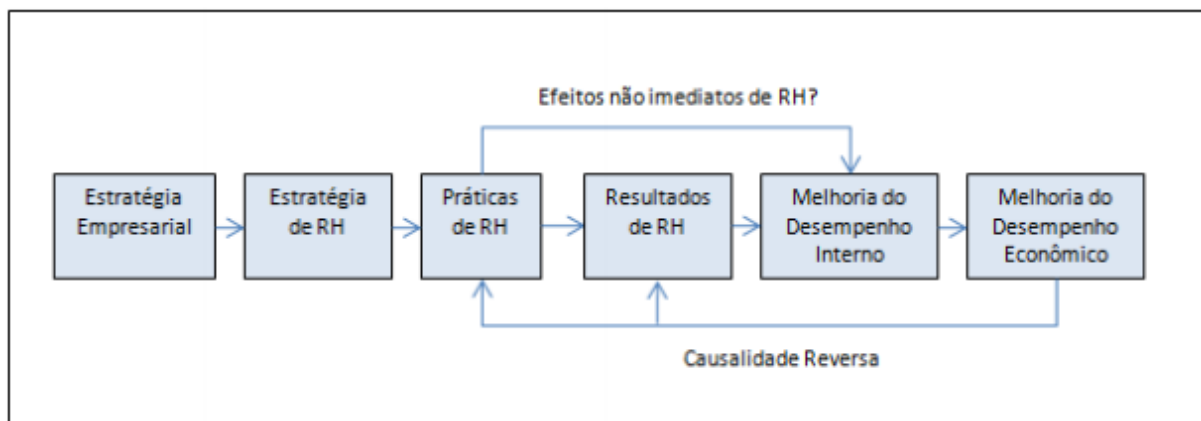 Efeitos não imediatos de RH?
Estratégia
Empresarial
Estratégia
de RH
Práticas
de RH
Resultados
de RH
Melhoria do
Desempenho
Interno
Melhoria do
Desempenho
Econômico
Causalidade Reversa